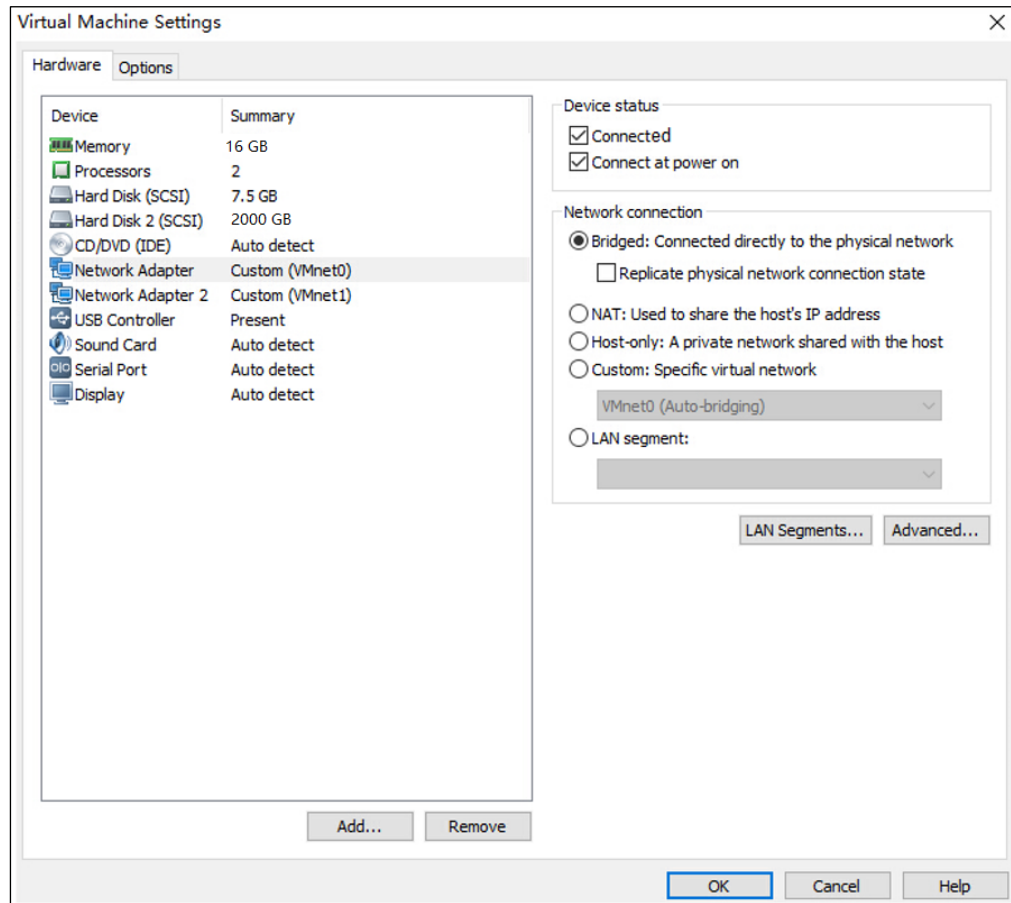 Virtual Machine Settings
Hardware Options
Device Summary
Memory 16 GB
Processors 2
Hard Disk (SCSI) 7.5 GB
Hard Disk 2 (SCSI) 2000 GB
CD/DVD (IDE) Auto detect
Network Adapter Custom (VMnet0)
Network Adapter 2 Custom (VMnet1)
USB Controller Present
Sound Card Auto detect
Serial Port Auto detect
Display Auto detect
Add... Remove
Device status
Connected
Connect at power on
Network connection
Bridged: Connected directly to the physical network
Replicate physical network connection state
NAT: Used to share the host's IP address
Host-only: A private network shared with the host
Custom: Specific virtual network
VMnet0 (Auto-bridging)
LAN segment:
LAN Segments... Advanced...
OK Cancel Help